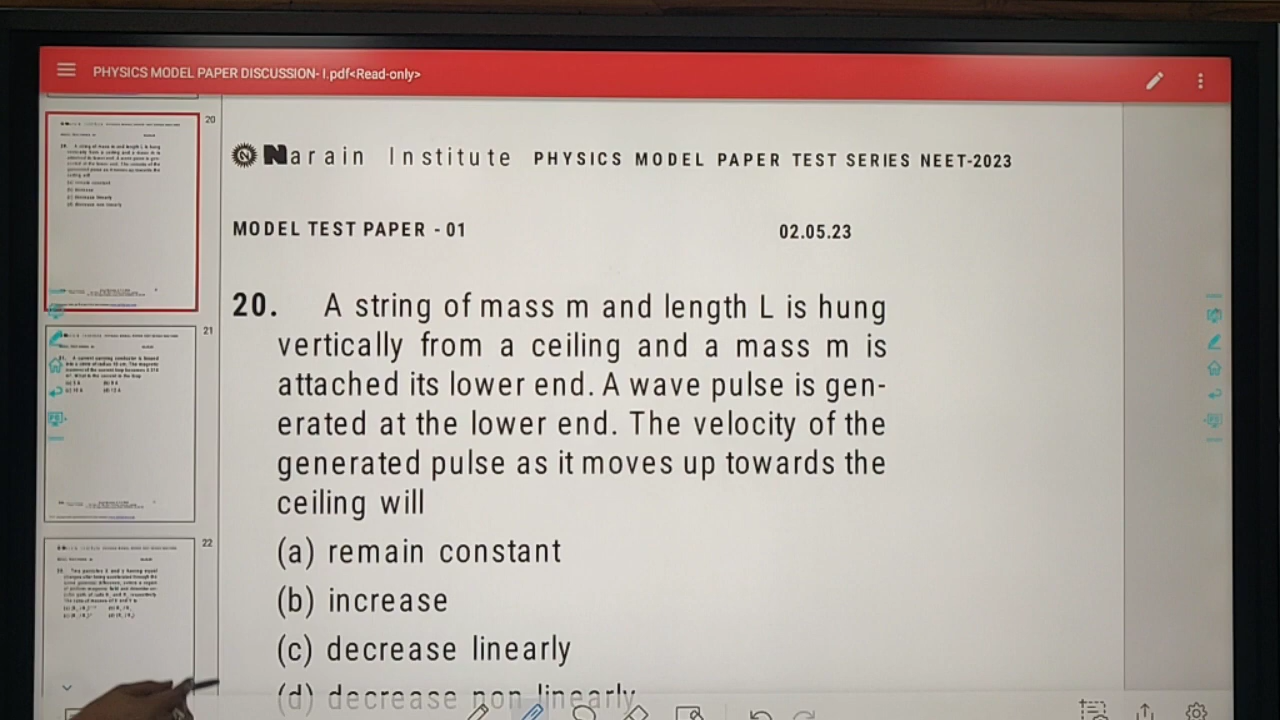 PHYSICS MODEL PAPER DISCUSSION- I.pdf<Read-only>
20
21
22
Narain Institute PHYSICS MODEL PAPER TEST SERIES NEET-2023
MODEL TEST PAPER - 01 02.05.23
20. A string of mass m and length L is hung
vertically from a ceiling and a mass m is
attached its lower end. A wave pulse is gen-
erated at the lower end. The velocity of the
generated pulse as it moves up towards the
ceiling will
(a) remain constant
(b) increase
(c) decrease linearly
(d) decrease non linearly